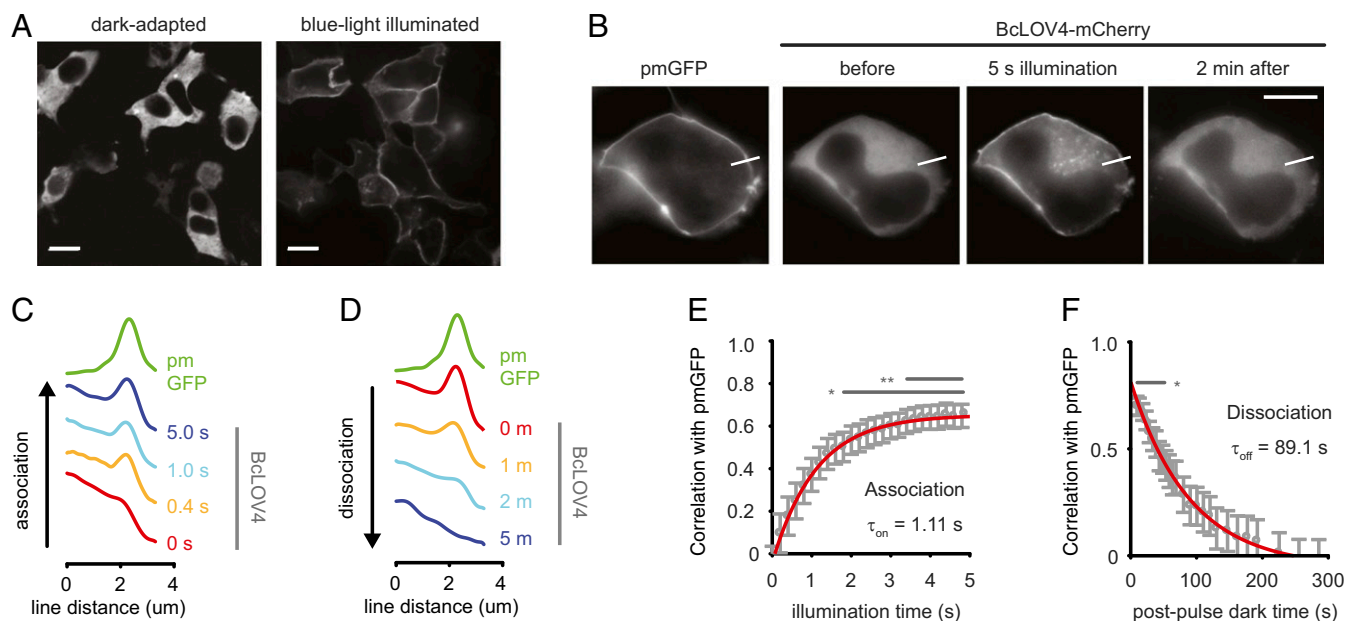 A
dark-adapted
blue-light illuminated
B
BcLOV4-mCherry
pmGFP
before
5 s illumination
2 min after
C
pm
GFP
5.0 s
1.0 s
0.4 s
0 s
association
BcLOV4
0
2
4
line distance (um)
D
pm
GFP
0 m
1 m
2 m
5 m
dissociation
BcLOV4
0
2
4
line distance (um)
E
Correlation with pmGFP
1.0
0.8
0.6
0.4
0.2
0
*
**
Association
τon = 1.11 s
0
1
2
3
4
5
illumination time (s)
F
Correlation with pmGFP
1.0
0.5
0
*
Dissociation
τoff = 89.1 s
0
100
200
300
post-pulse dark time (s)